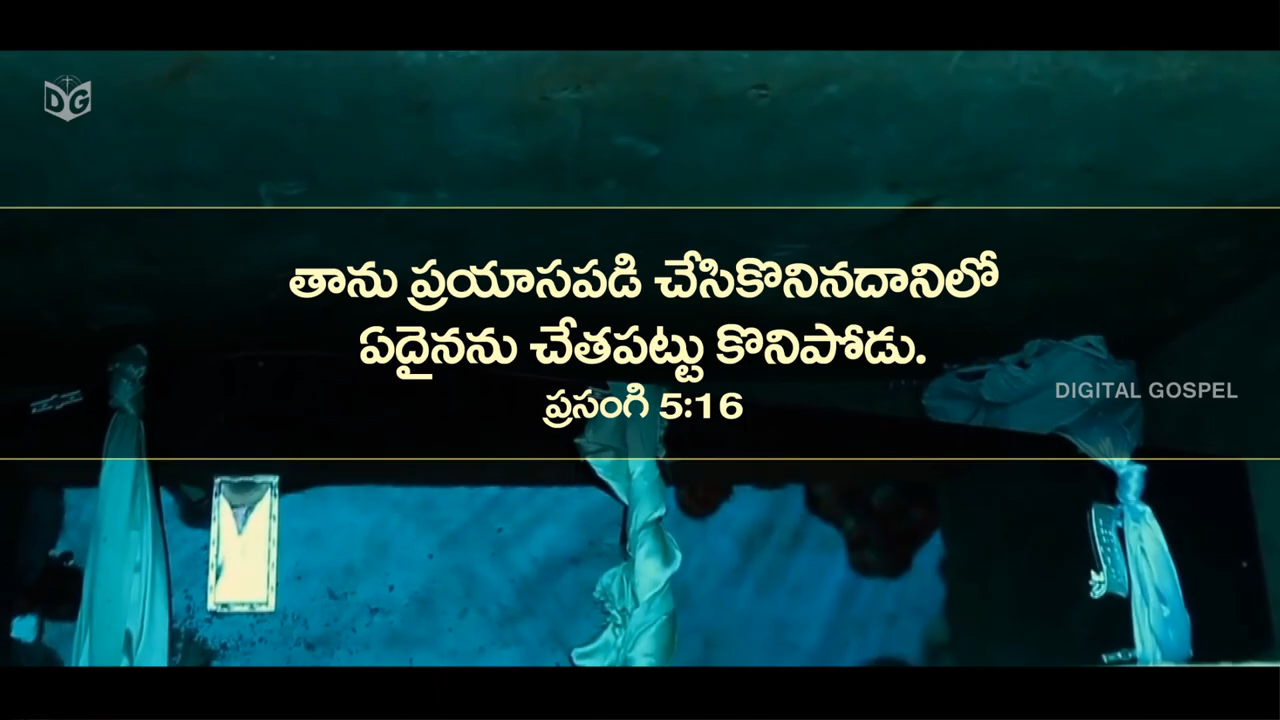 DG
తాను ప్రయాసపడి చేసికొనినదానిలో
ఏదైనను చేతపట్టు కొనిపోడు.
ప్రసంగి 5:16
DIGITAL GOSPEL